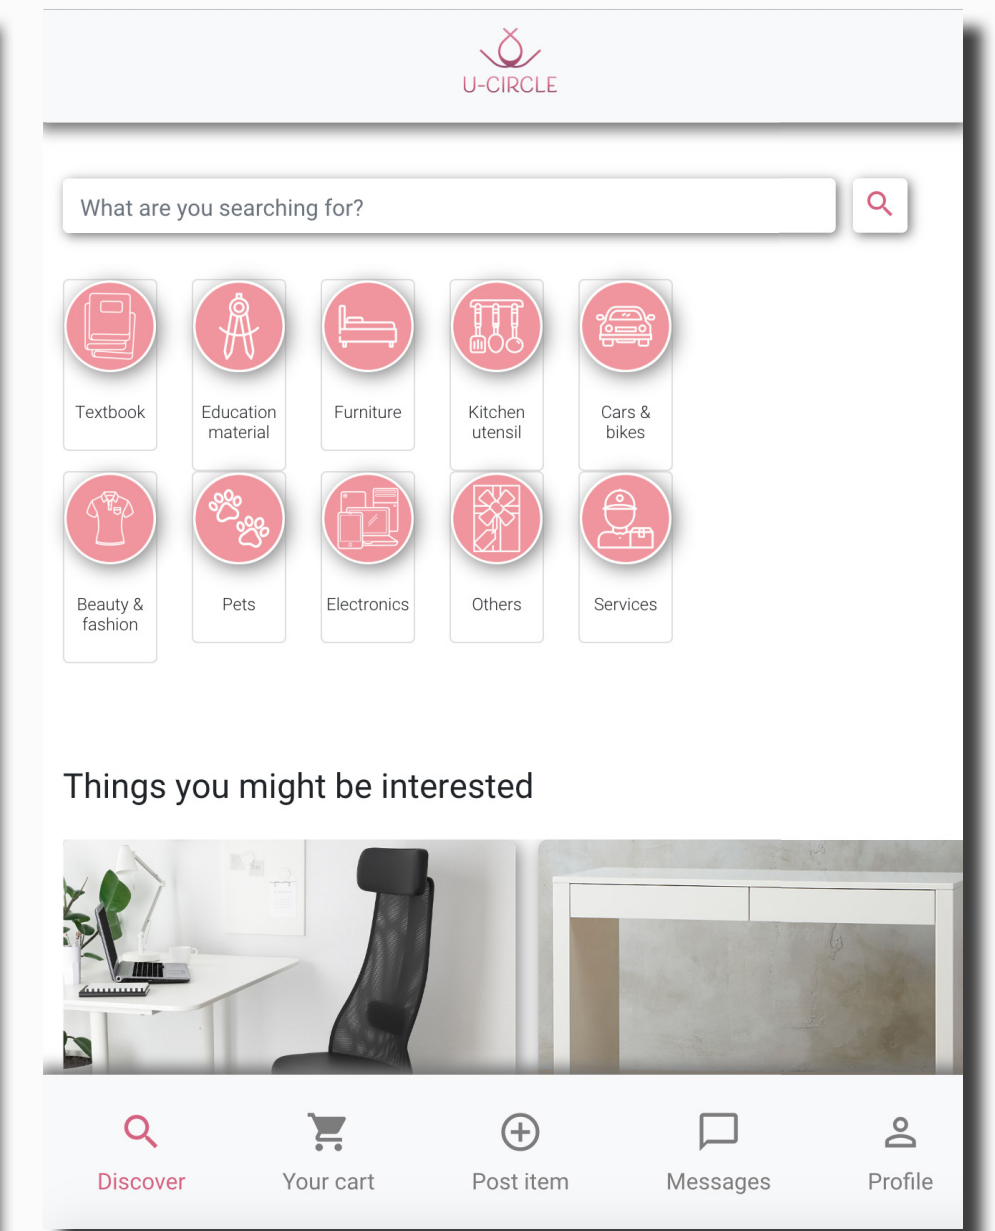 U-CIRCLE
What are you searching for?
Textbook
Education
material
Furniture
Kitchen
utensil
Cars &
bikes
Beauty &
fashion
Pets
Electronics
Others
Services
Things you might be interested
Discover
Your cart
Post item
Messages
Profile